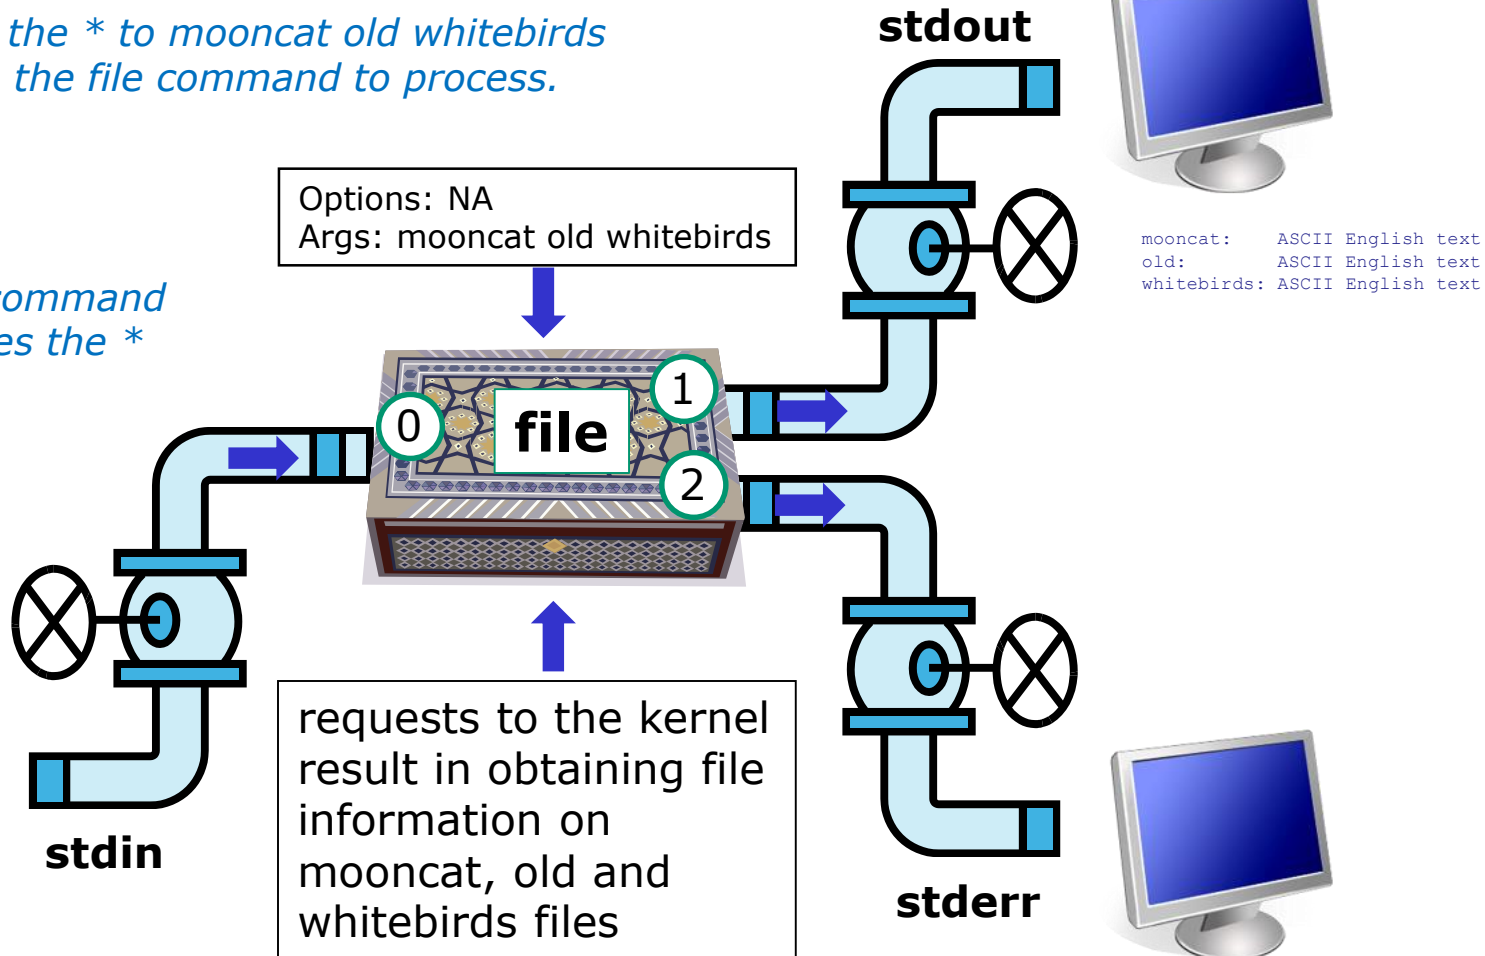 the * to mooncat old whitebirds
the file command to process.
stdout
Options: NA
Args: mooncat old whitebirds
mooncat: ASCII English text
old: ASCII English text
whitebirds: ASCII English text
command
es the *
0
file
1
2
requests to the kernel
result in obtaining file
information on
mooncat, old and
whitebirds files
stdin
stderr